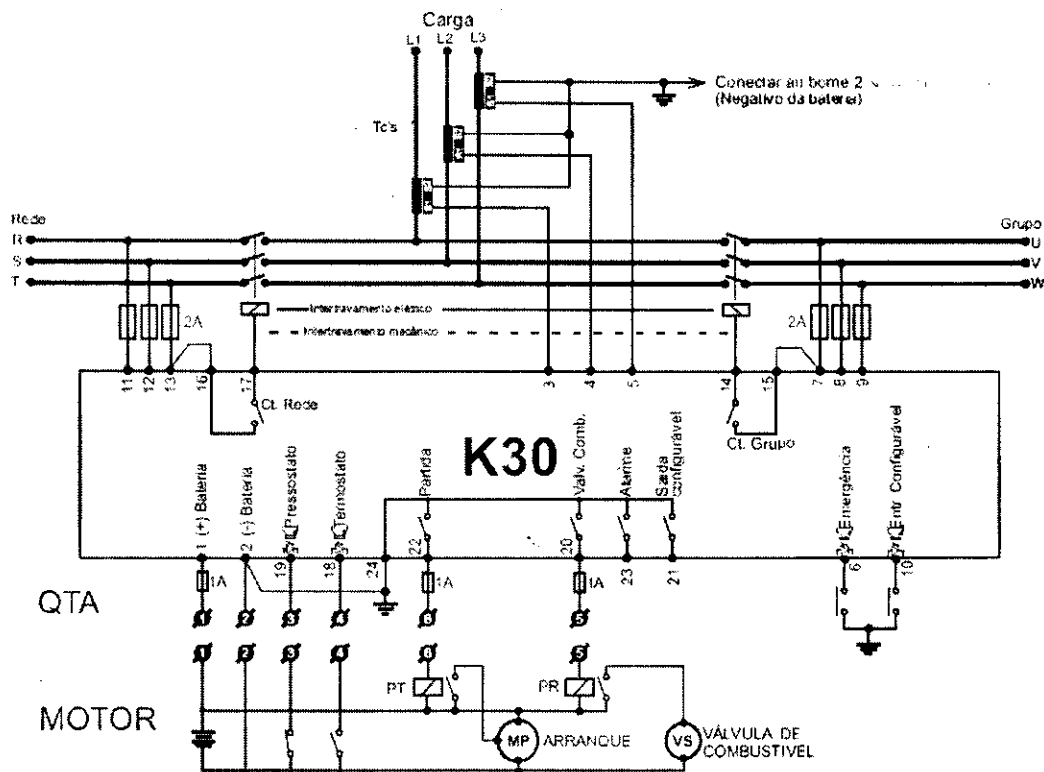 Carga
L1 L2 L3
Conectar au borne 2
(Negativo da bateria)
Tc's
Rede
R
S
T
Grupo
U
V
W
2A
Intertravamento elétrico
Intertravamento mecânico
2A
11 12 13 16 17 3 4 5 14 15 7 8 9
Ct. Rede
Ct. Grupo
K30
(+) Bateria
(-) Bateria
Pressostato
Termostato
Partida
Valv. Comb.
Alarme
Saída
configurável
Emergência
Entr Configurável
1 2 19 18 24 22 20 23 21 6 10
1A 1A 1A
QTA
1 2 3 4 6 5
1 2 3 4 6 5
PT
PR
MOTOR
MP
ARRANQUE
VS
VÁLVULA DE
COMBUSTIVEL